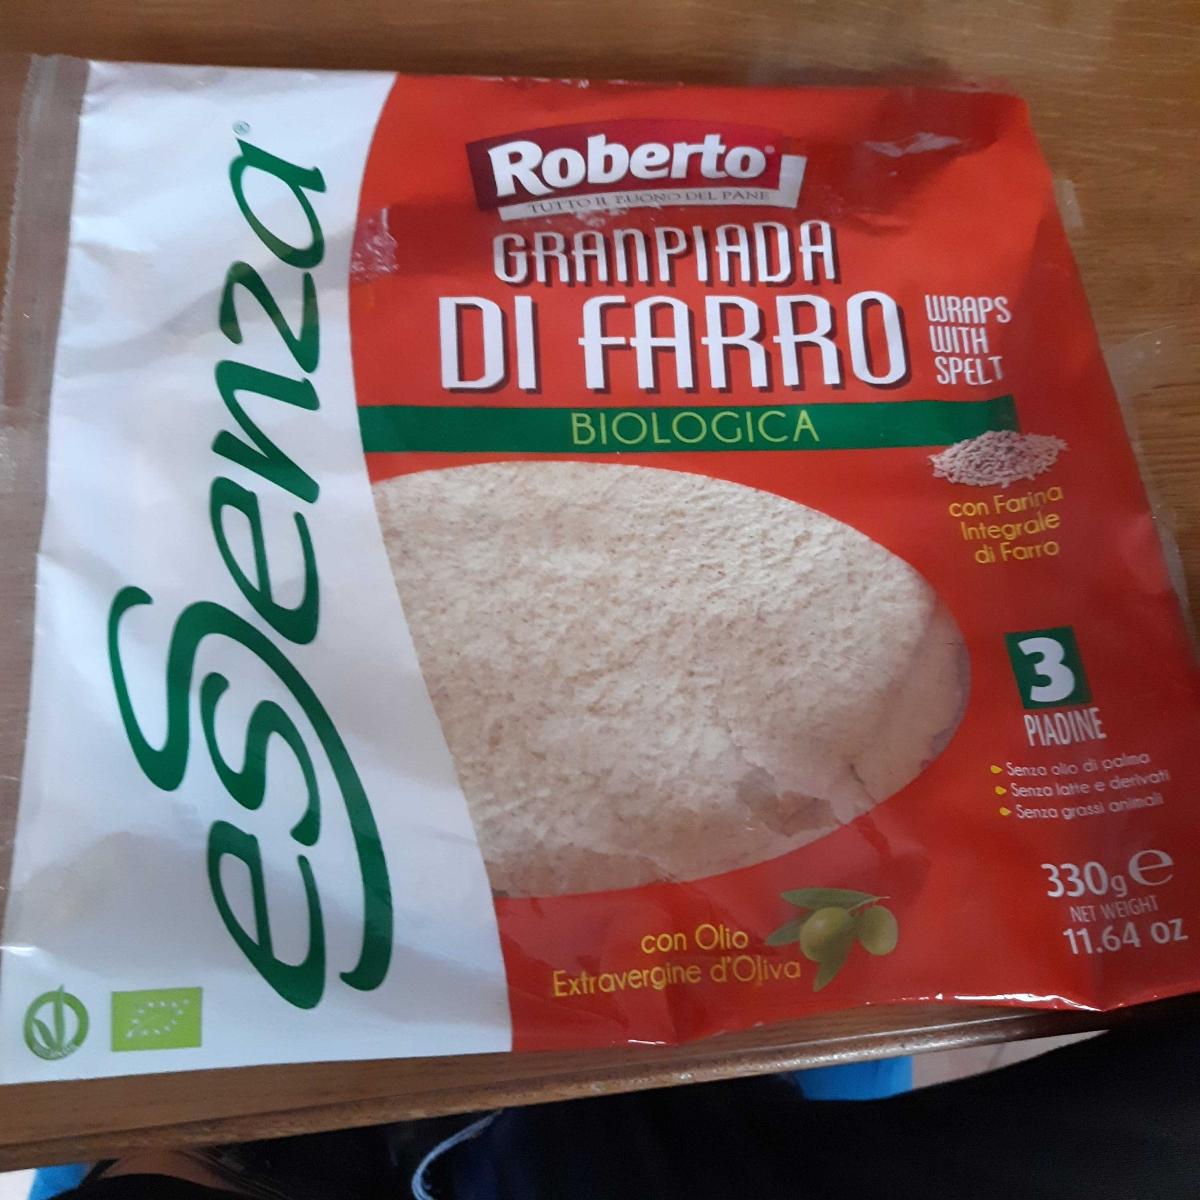 esSenza®
Roberto®
TUTTO IL BUONO DEL PANE
GRANPIADA
DI FARRO
WRAPS
WITH
SPELT
BIOLOGICA
con Farina
Integrale
di Farro
3
PIADINE
Senza olio di palma
Senza latte e derivati
Senza grassi animali
330g e
NET WEIGHT
11.64 oz
con Olio
Extravergine d'Oliva